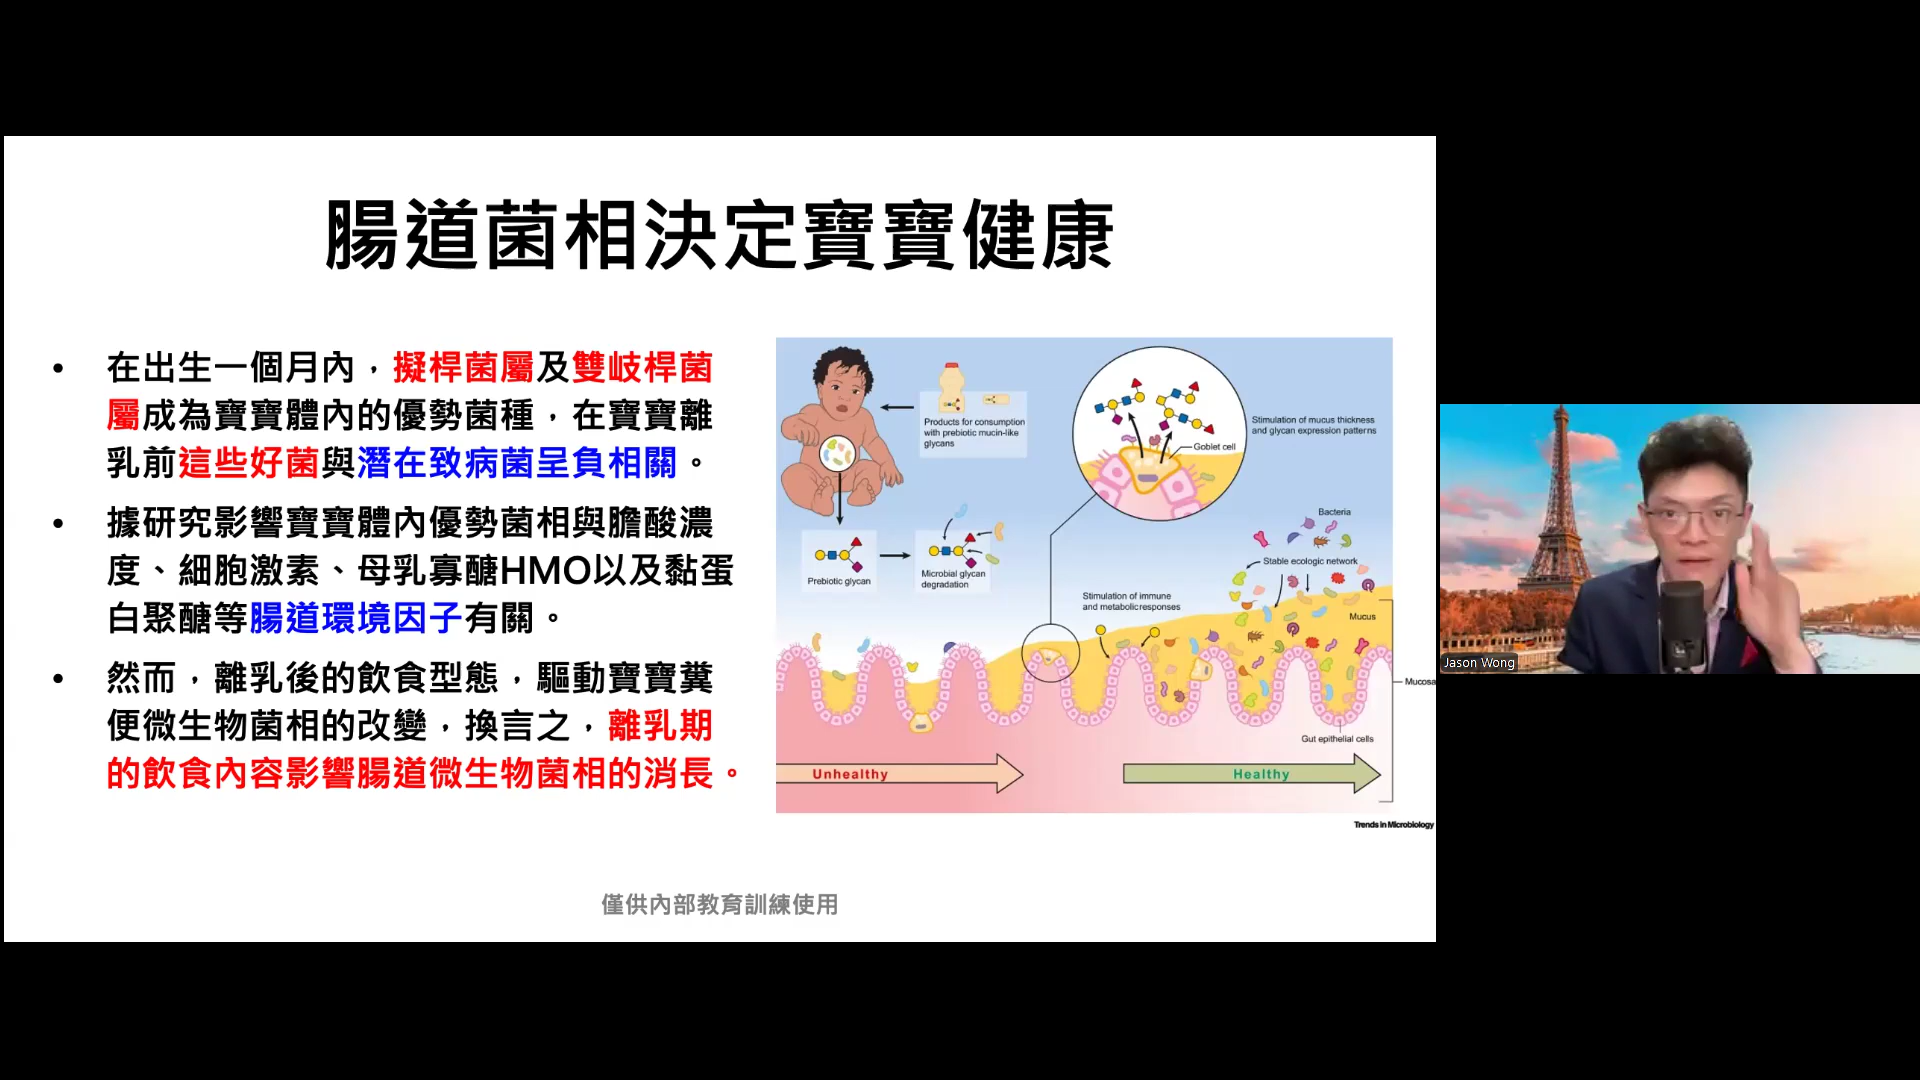 腸道菌相決定寶寶健康
• 在出生一個月內，擬桿菌屬及雙岐桿菌
屬成為寶寶體內的優勢菌種，在寶寶離
乳前這些好菌與潛在致病菌呈負相關。
• 據研究影響寶寶體內優勢菌相與膽酸濃
度、細胞激素、母乳寡醣HMO以及黏蛋
白聚醣等腸道環境因子有關。
• 然而，離乳後的飲食型態，驅動寶寶糞
便微生物菌相的改變，換言之，離乳期
的飲食內容影響腸道微生物菌相的消長。
Products for consumption
with prebiotic mucin-like
glycans
Prebiotic glycan
Microbial glycan
degradation
Goblet cell
Stimulation of mucus thickness
and glycan expression patterns
Bacteria
Stable ecologic network
Stimulation of immune
and metabolic responses
Mucus
Mucosa
Gut epithelial cells
Unhealthy
Healthy
Trends in Microbiology
僅供內部教育訓練使用
Jason Wong